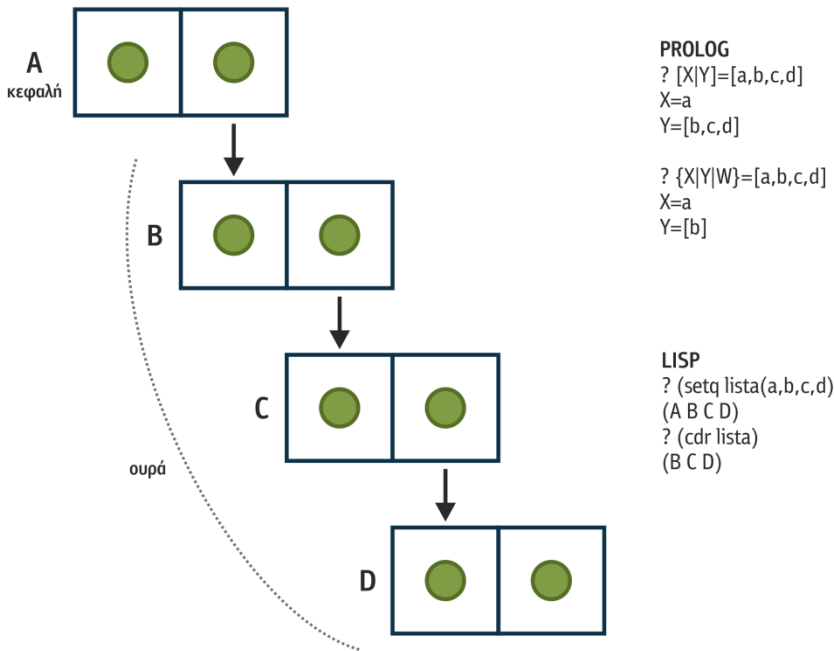 A
κεφαλή
B
C
ουρά
D
PROLOG
? [X|Y]=[a,b,c,d]
X=a
Y=[b,c,d]
? {X|Y|W}=[a,b,c,d]
X=a
Y=[b]
LISP
? (setq lista(a,b,c,d)
(A B C D)
? (cdr lista)
(B C D)